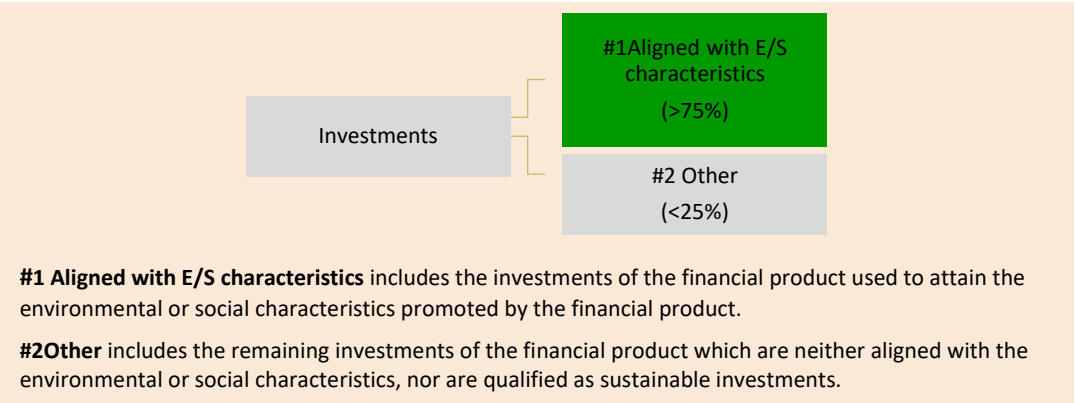 #1Aligned with E/S
characteristics
(>75%)
Investments
#2 Other
(<25%)
#1 Aligned with E/S characteristics includes the investments of the financial product used to attain the
environmental or social characteristics promoted by the financial product.
#2Other includes the remaining investments of the financial product which are neither aligned with the
environmental or social characteristics, nor are qualified as sustainable investments.